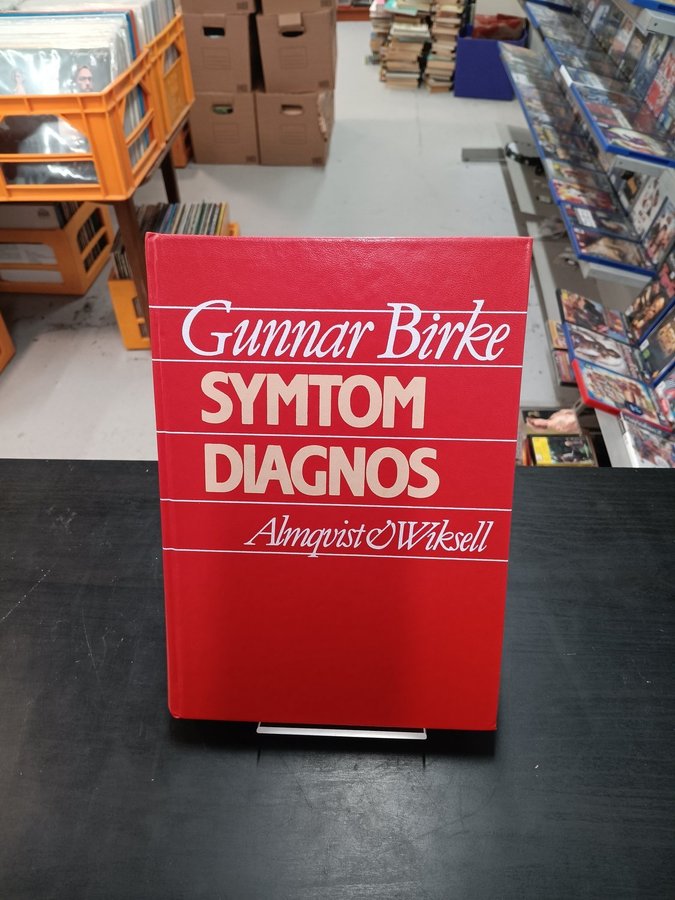 Gunnar Birke
SYMTOM
DIAGNOS
Almqvist & Wiksell